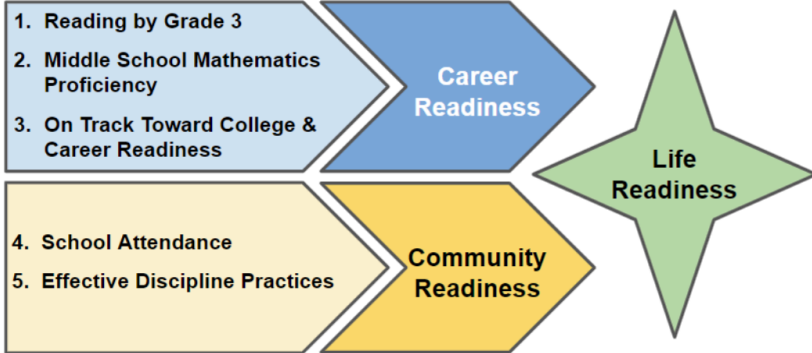 1. Reading by Grade 3
2. Middle School Mathematics
Proficiency
3. On Track Toward College &
Career Readiness
Career
Readiness
4. School Attendance
5. Effective Discipline Practices
Community
Readiness
Life
Readiness